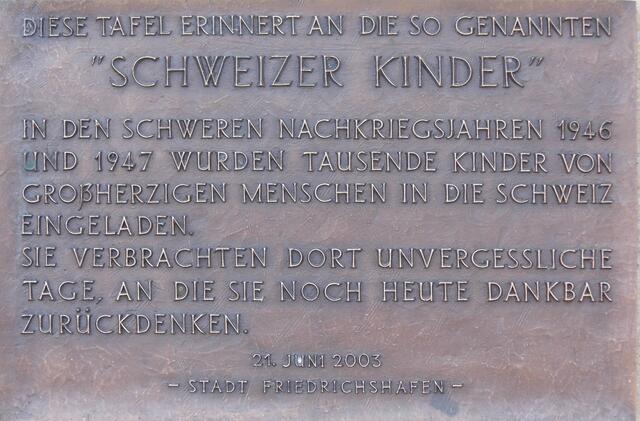 DIESE TAFEL ERINNERT AN DIE SO GENANNTEN
"SCHWEIZER KINDER"
IN DEN SCHWEREN NACHKRIEGSJAHREN 1946
UND 1947 WURDEN TAUSENDE KINDER VON
GROßHERZIGEN MENSCHEN IN DIE SCHWEIZ
EINGELADEN.
SIE VERBRACHTEN DORT UNVERGESSLICHE
TAGE, AN DIE SIE NOCH HEUTE DANKBAR
ZURÜCKDENKEN.
21. JUNI 2003
– STADT FRIEDRICHSHAFEN –